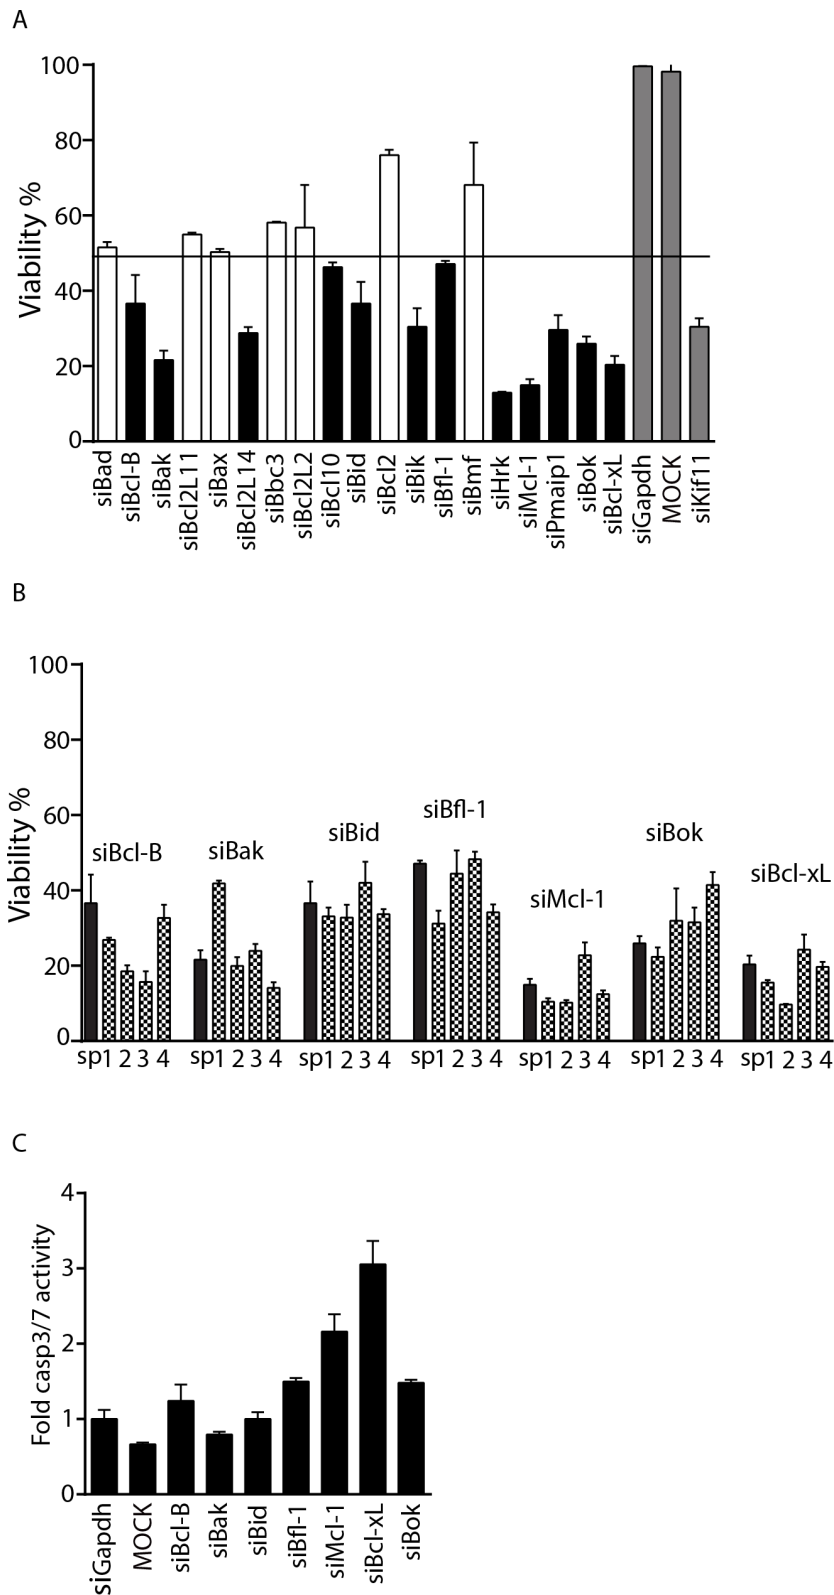 A
Viability %
100
80
60
40
20
0
siBad
siBcl-B
siBak
siBcl2L11
siBax
siBcl2L14
siBbc3
siBcl2L2
siBcl10
siBid
siBcl2
siBik
siBfl-1
siBmf
siHrk
siMcl-1
siPmaip1
siBok
siBcl-xL
siGapdh
MOCK
siKif11
B
Viability %
100
80
60
40
20
0
siBcl-B
siBak
siBid
siBfl-1
siMcl-1
siBok
siBcl-xL
sp1 2 3 4 sp1 2 3 4 sp1 2 3 4 sp1 2 3 4 sp1 2 3 4 sp1 2 3 4 sp1 2 3 4
C
Fold casp3/7 activity
4
3
2
1
0
siGapdh
MOCK
siBcl-B
siBak
siBid
siBfl-1
siMcl-1
siBcl-xL
siBok